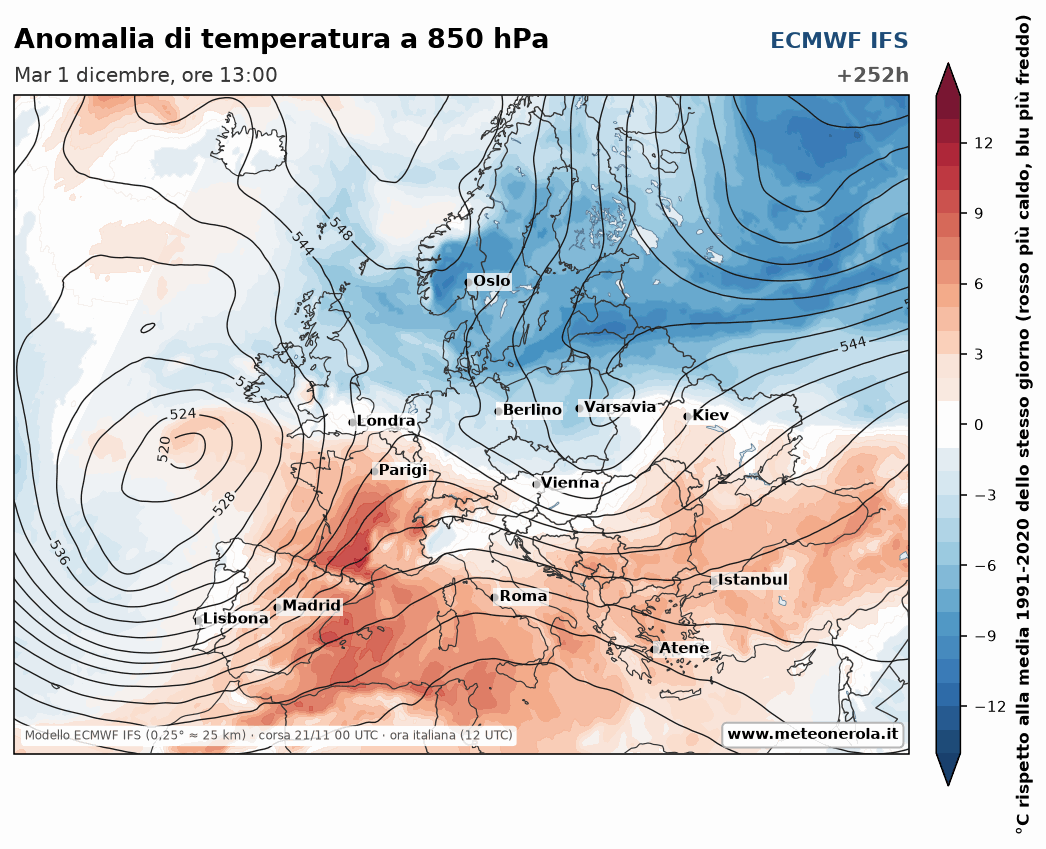 Anomalia di temperatura a 850 hPa
ECMWF IFS
Mar 1 dicembre, ore 13:00
+252h
548
544
Oslo
544
532
524
520
528
536
Londra
Berlino
Varsavia
Kiev
Parigi
Vienna
Istanbul
Roma
Madrid
Lisbona
Atene
Modello ECMWF IFS (0,25° ≈ 25 km) · corsa 21/11 00 UTC · ora italiana (12 UTC)
www.meteonerola.it
12
9
6
3
0
−3
−6
−9
−12
°C rispetto alla media 1991-2020 dello stesso giorno (rosso più caldo, blu più freddo)